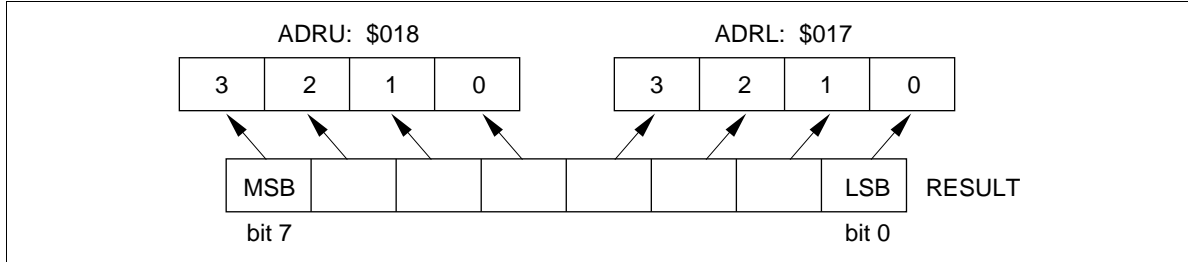 ADRU: $018 ADRL: $017
3 2 1 0 3 2 1 0
MSB LSB RESULT
bit 7 bit 0